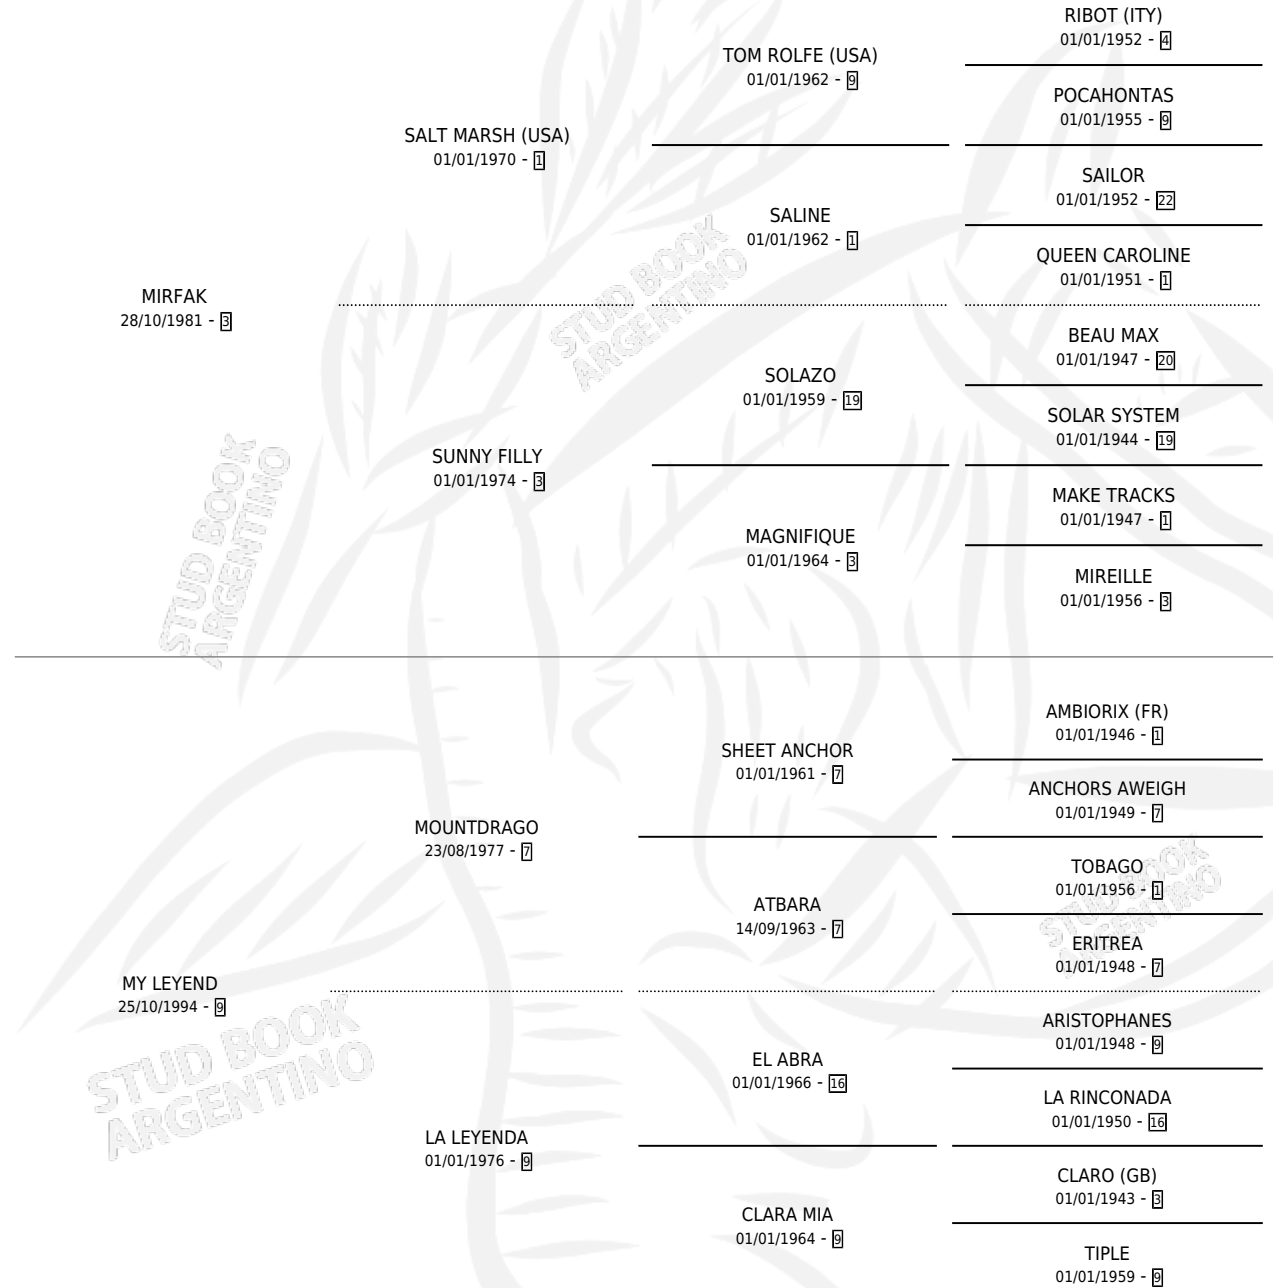 RIBOT (ITY)
01/01/1952 - 4
TOM ROLFE (USA)
01/01/1962 - 9
POCAHONTAS
01/01/1955 - 9
SALT MARSH (USA)
01/01/1970 - 1
SAILOR
01/01/1952 - 22
SALINE
01/01/1962 - 1
QUEEN CAROLINE
01/01/1951 - 1
MIRFAK
28/10/1981 - 3
BEAU MAX
01/01/1947 - 20
SOLAZO
01/01/1959 - 19
SOLAR SYSTEM
01/01/1944 - 19
SUNNY FILLY
01/01/1974 - 3
MAKE TRACKS
01/01/1947 - 1
MAGNIFIQUE
01/01/1964 - 3
MIREILLE
01/01/1956 - 3
AMBIORIX (FR)
01/01/1946 - 1
SHEET ANCHOR
01/01/1961 - 7
ANCHORS AWEIGH
01/01/1949 - 7
MOUNTDRAGO
23/08/1977 - 7
TOBAGO
01/01/1956 - 1
ATBARA
14/09/1963 - 7
ERITREA
01/01/1948 - 7
MY LEYEND
25/10/1994 - 9
ARISTOPHANES
01/01/1948 - 9
EL ABRA
01/01/1966 - 16
LA RINCONADA
01/01/1950 - 16
LA LEYENDA
01/01/1976 - 9
CLARO (GB)
01/01/1943 - 3
CLARA MIA
01/01/1964 - 9
TIPLE
01/01/1959 - 9
STUD BOOK
ARGENTINO
STUD BOOK
ARGENTINO
STUD BOOK
ARGENTINO
STUD BOOK
ARGENTINO